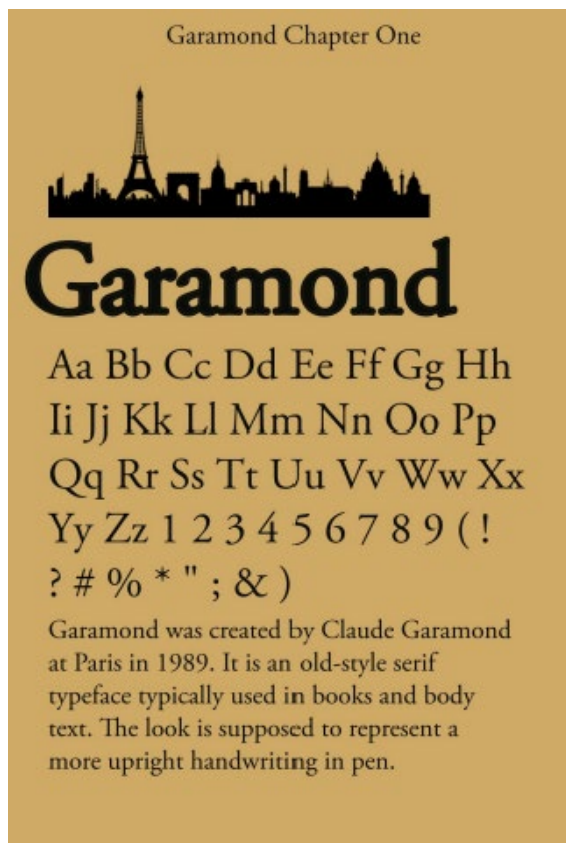 Garamond Chapter One
Garamond
Aa Bb Cc Dd Ee Ff Gg Hh
Ii Jj Kk Ll Mm Nn Oo Pp
Qq Rr Ss Tt Uu Vv Ww Xx
Yy Zz 1 2 3 4 5 6 7 8 9 ( !
? # % * " ; & )
Garamond was created by Claude Garamond
at Paris in 1989. It is an old-style serif
typeface typically used in books and body
text. The look is supposed to represent a
more upright handwriting in pen.